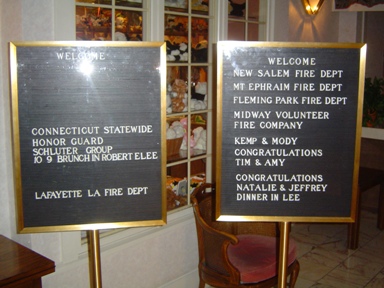 WELCOME
CONNECTICUT STATEWIDE
HONOR GUARD
SCHLUTER GROUP
10 9 BRUNCH IN ROBERT E LEE
LAFAYETTE LA FIRE DEPT
WELCOME
NEW SALEM FIRE DEPT
MT EPHRAIM FIRE DEPT
FLEMING PARK FIRE DEPT
MIDWAY VOLUNTEER
FIRE COMPANY
KEMP & MODY
CONGRATULATIONS
TIM & AMY
CONGRATULATIONS
NATALIE & JEFFREY
DINNER IN LEE